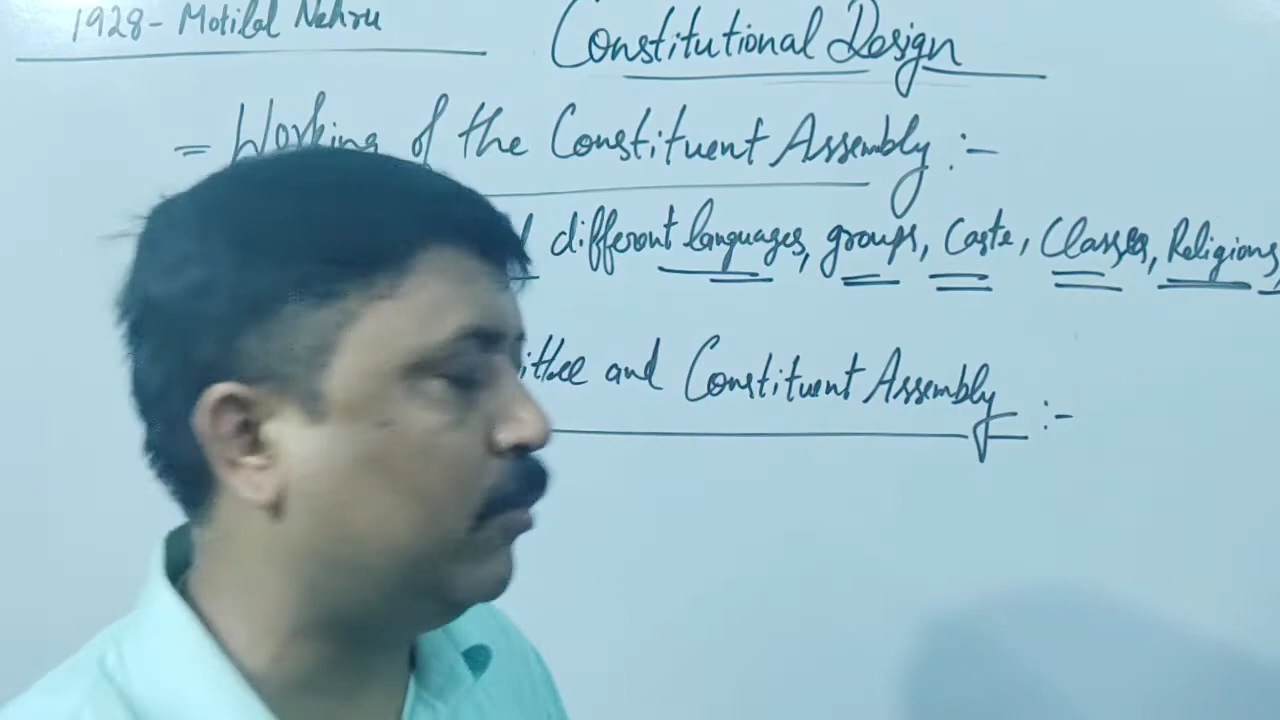 1928- Motilal Nehru
Constitutional Design
= Working of the Constituent Assembly :-
different languages, groups, Caste, Classes, Religions,
and Constituent Assembly :-